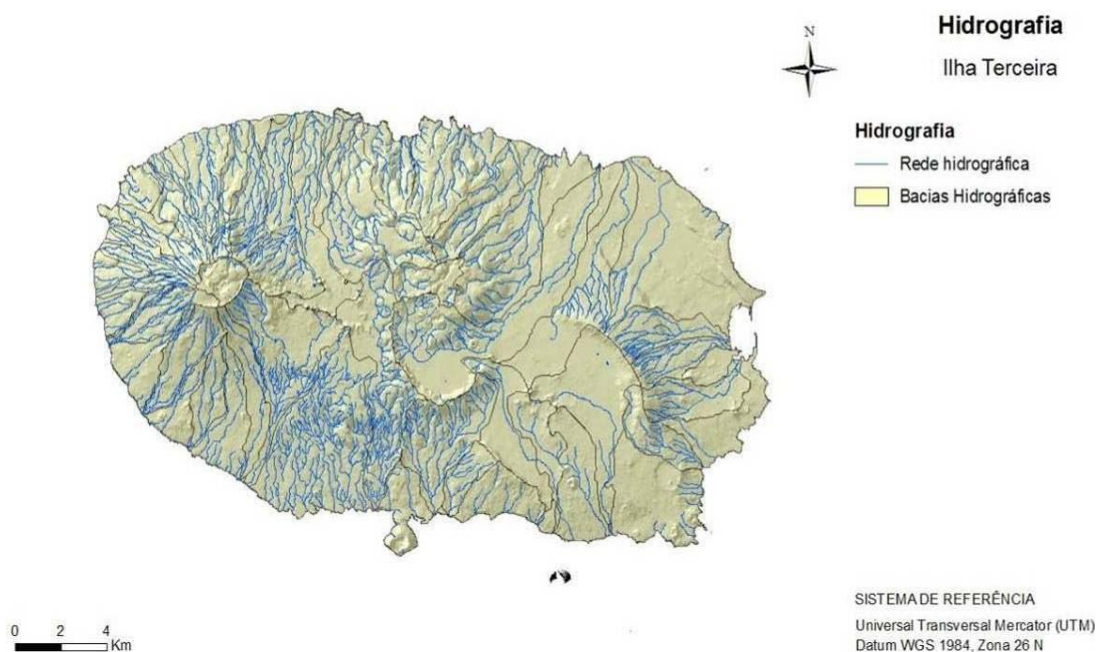 Hidrografia
Ilha Terceira
N
Hidrografia
Rede hidrográfica
Bacias Hidrográficas
0 2 4
Km
SISTEMA DE REFERÊNCIA
Universal Transversal Mercator (UTM)
Datum WGS 1984, Zona 26 N